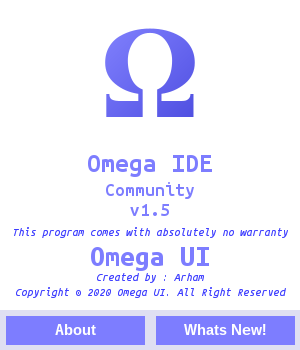 Ω
Omega IDE
Community
v1.5
This program comes with absolutely no warranty
Omega UI
Created by : Arham
Copyright © 2020 Omega UI. All Right Reserved
About
Whats New!